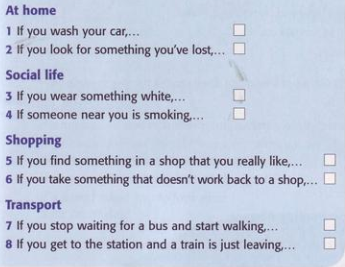 At home
1 If you wash your car,...
2 If you look for something you've lost,...
Social life
3 If you wear something white,...
4 If someone near you is smoking,...
Shopping
5 If you find something in a shop that you really like,...
6 If you take something that doesn't work back to a shop,...
Transport
7 If you stop waiting for a bus and start walking,...
8 If you get to the station and a train is just leaving,...